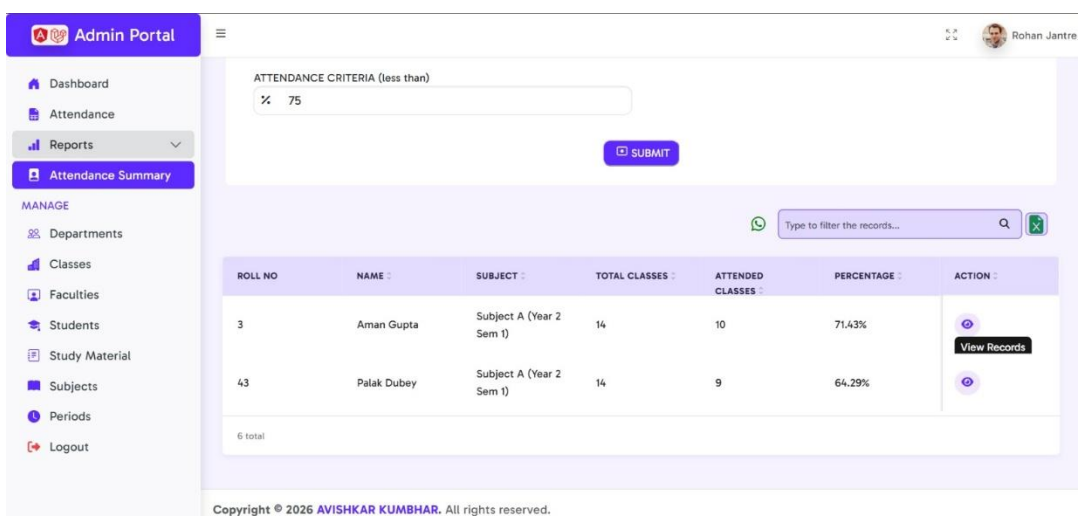 Admin Portal
Rohan Jantre
Dashboard
Attendance
Reports
Attendance Summary
MANAGE
Departments
Classes
Faculties
Students
Study Material
Subjects
Periods
Logout
ATTENDANCE CRITERIA (less than)
% 75
SUBMIT
Type to filter the records...
ROLL NO NAME SUBJECT TOTAL CLASSES ATTENDED PERCENTAGE ACTION
CLASSES
3 Aman Gupta Subject A (Year 2 14 10 71.43%
Sem 1)
View Records
43 Palak Dubey Subject A (Year 2 14 9 64.29%
Sem 1)
6 total
Copyright © 2026 AVISHKAR KUMBHAR. All rights reserved.